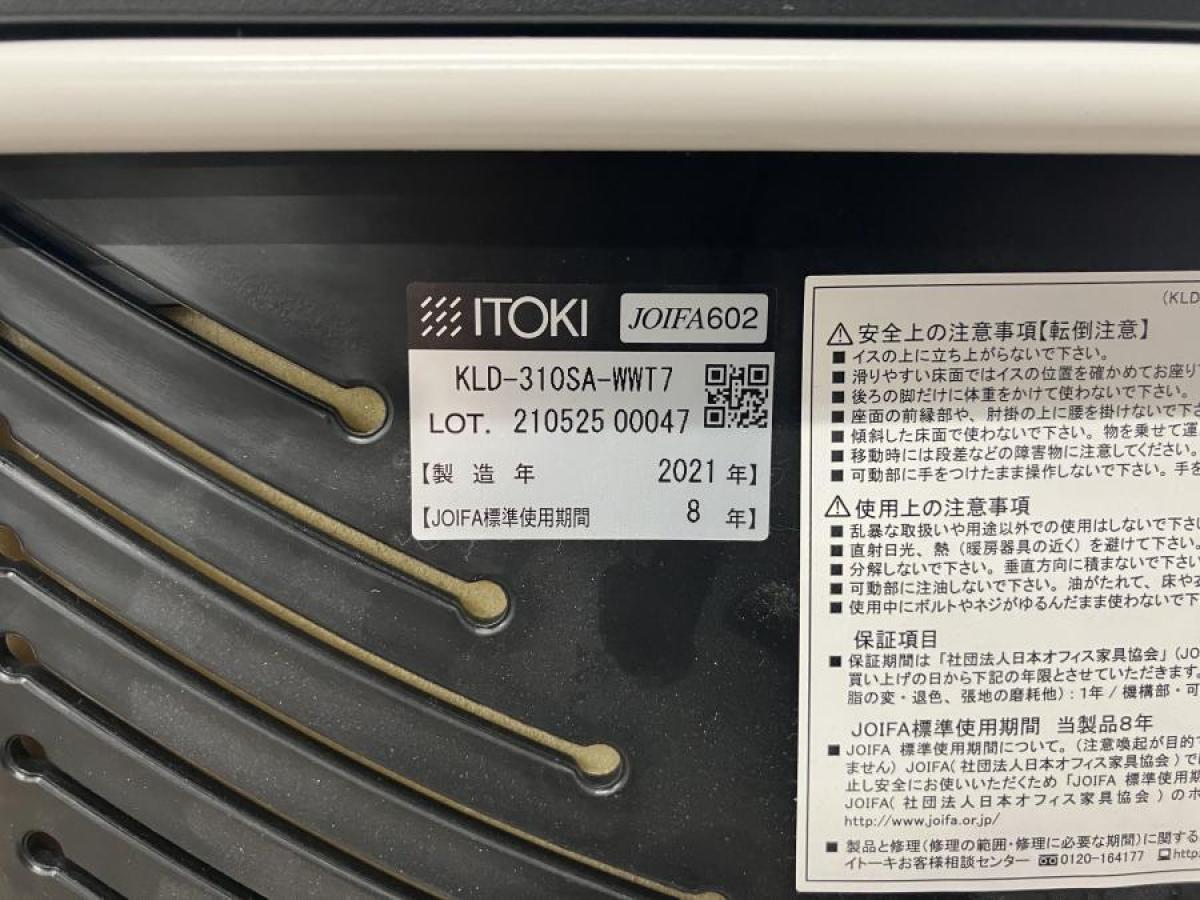 ITOKI JOIFA602
KLD-310SA-WWT7
LOT. 210525 00047
【製造年 2021 年】
【JOIFA標準使用期間 8 年】
(KLD
安全上の注意事項【転倒注意】
■ イスの上に立ち上がらないで下さい。
■ 滑りやすい床面ではイスの位置を確かめてお座り
■ 後ろの脚だけに体重をかけて使わないで下さい。
■ 座面の前縁部や、肘掛の上に腰を掛けないで下さ
■ 傾斜した床面で使わないで下さい。物を乗せて運
■ 移動時には段差などの障害物に注意してください。
■ 可動部に手をつけたまま操作しないで下さい。手を
使用上の注意事項
■ 乱暴な取扱いや用途以外での使用はしないで下さい
■ 直射日光、熱（暖房器具の近く）を避けて下さい。
■ 分解しないで下さい。垂直方向に積まないで下さい
■ 可動部に注油しないで下さい。油がたれて、床や
■ 使用中にボルトやネジがゆるんだまま使わないで下
保証項目
■ 保証期間は「社団法人日本オフィス家具協会」(JO
買い上げの日から下記の年限とさせていただきます。
脂の変・退色、張地の磨耗他）: 1年 / 機構部・可
JOIFA標準使用期間 当製品8年
■ JOIFA 標準使用期間について。(注意喚起が目的で
ません) JOIFA( 社団法人日本オフィス家具協会 ) で
止し安全にお使いいただくため「JOIFA 標準使用期
JOIFA( 社団法人日本オフィス家具協会 ) のホ
http://www.joifa.or.jp/
■ 製品と修理(修理の範囲・修理に必要な期間)に関する
イトーキお客様相談センター 0120-164177 http: